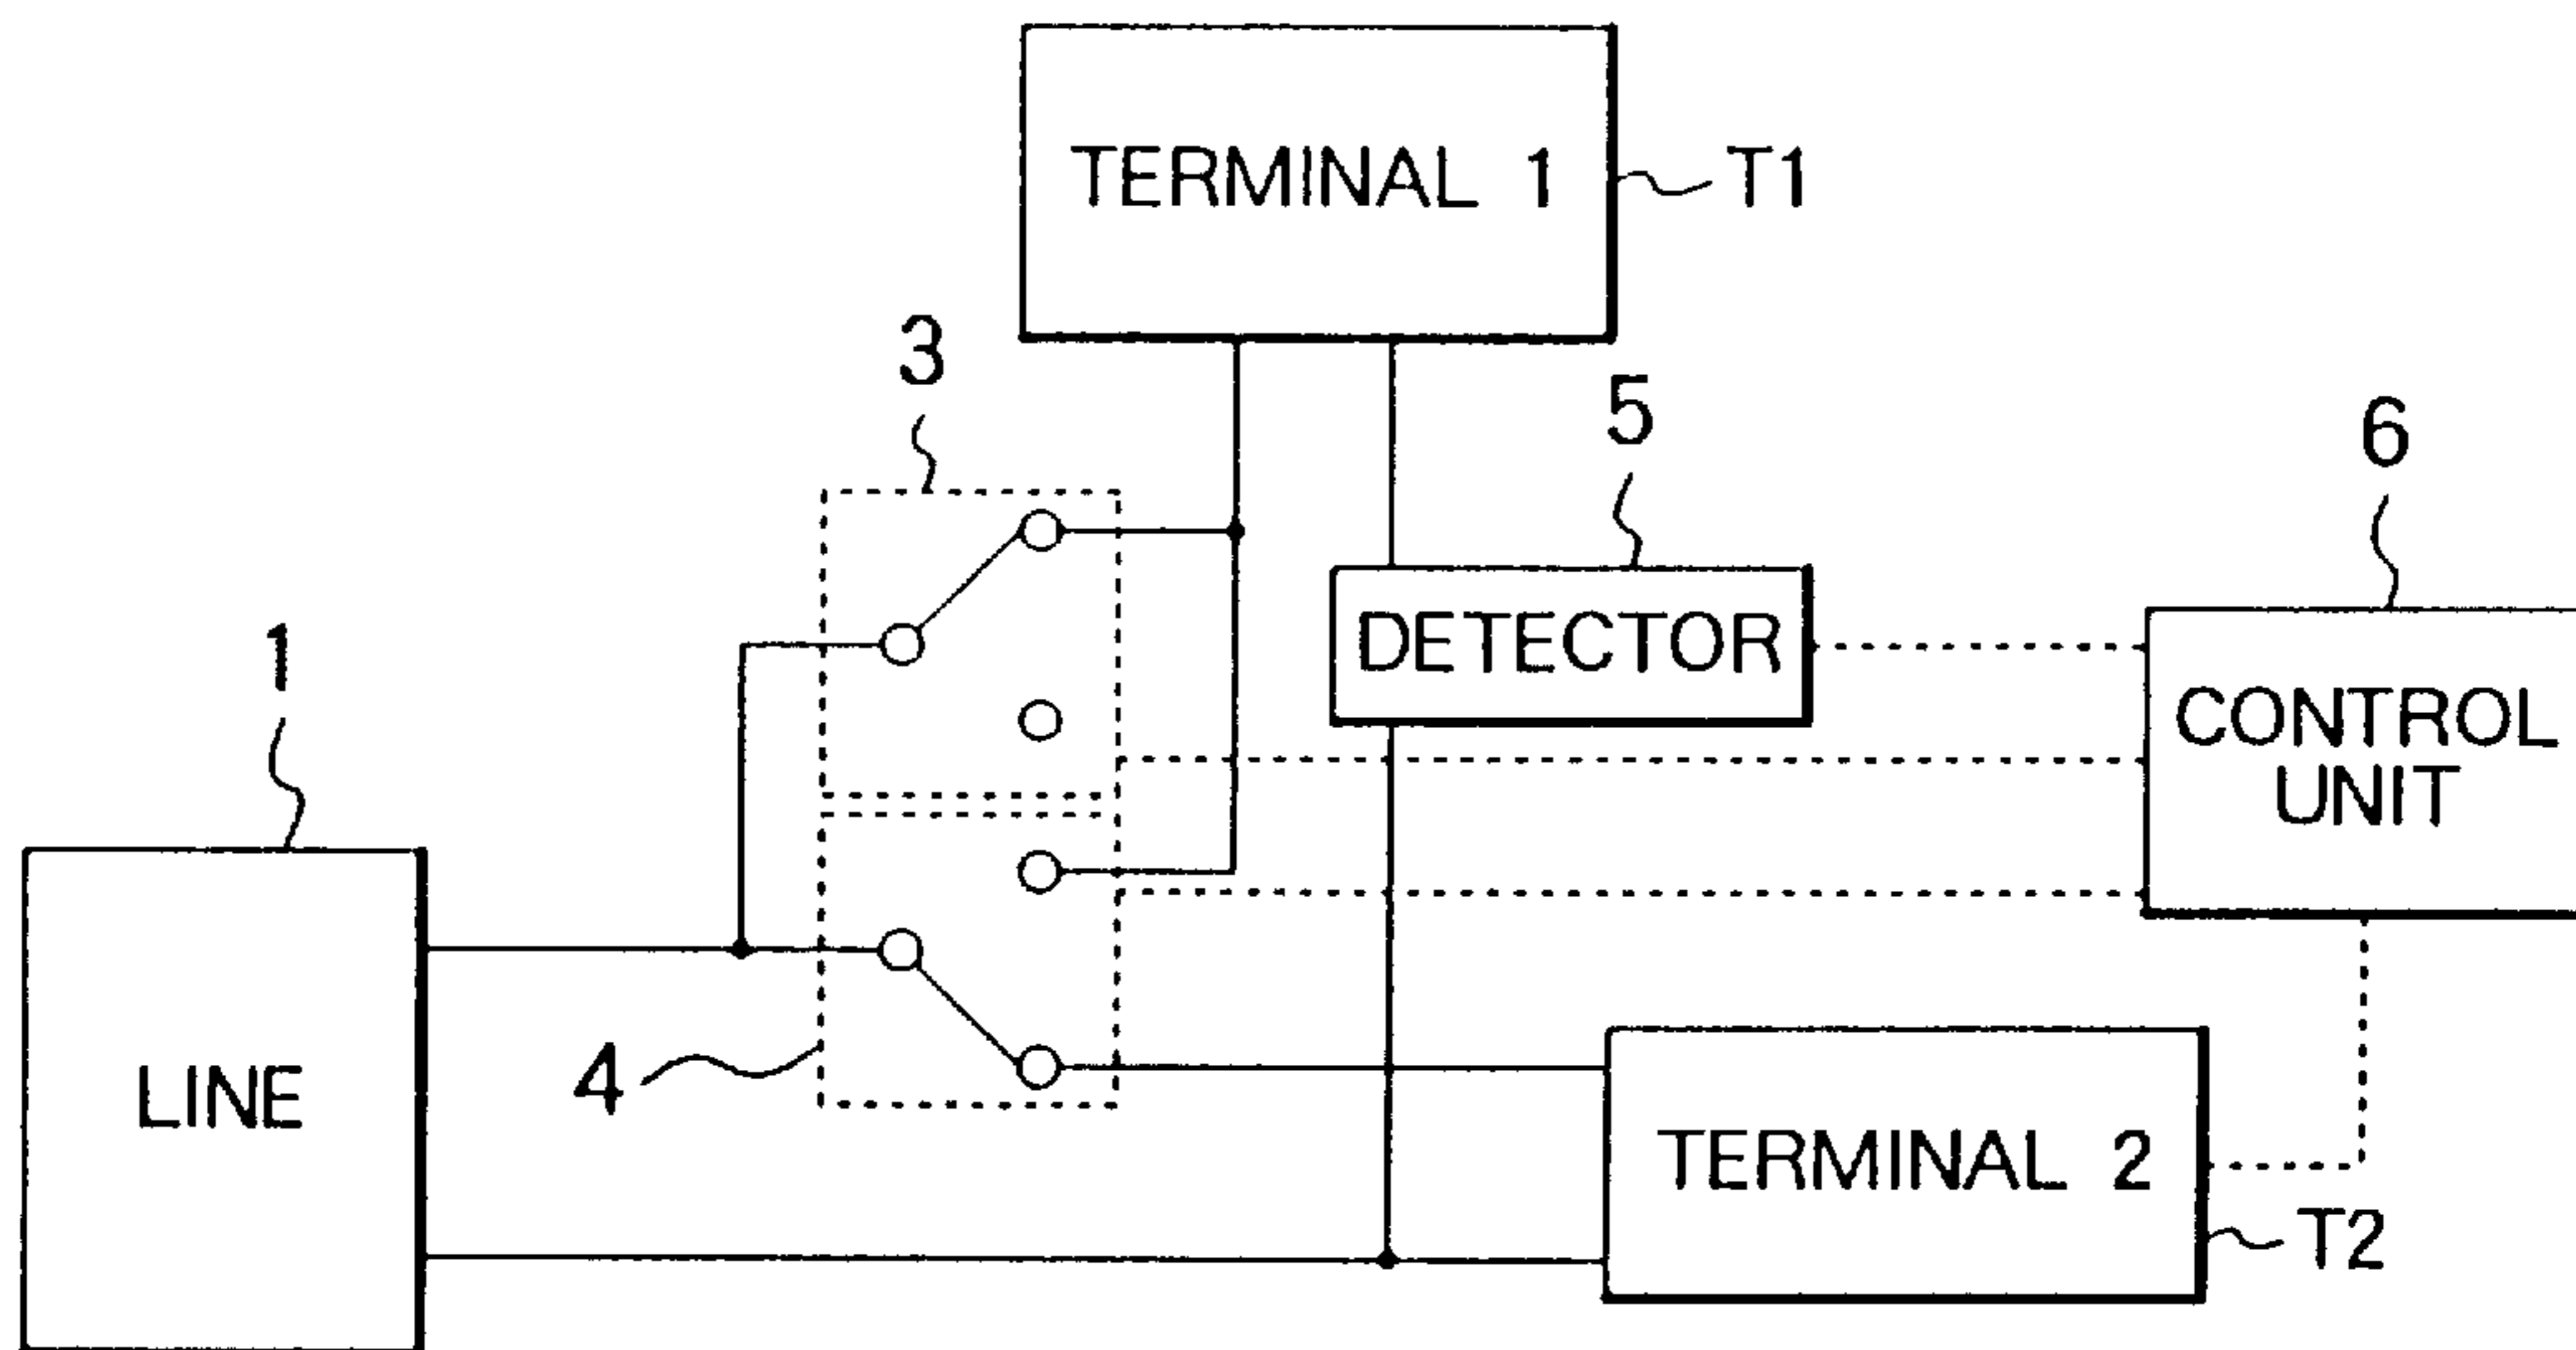 TERMINAL 1
T1
3
5
6
DETECTOR
1
CONTROL
UNIT
LINE
4
TERMINAL 2
T2